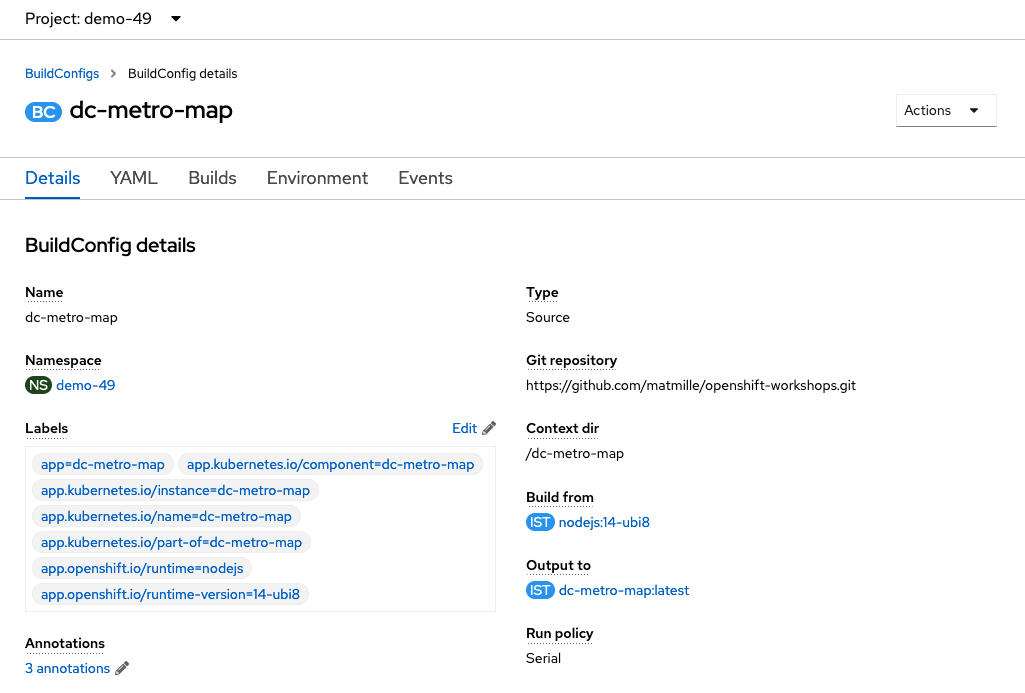 Project: demo-49
BuildConfigs > BuildConfig details
BC dc-metro-map
Actions
Details YAML Builds Environment Events
BuildConfig details
Name
dc-metro-map
Namespace
NS demo-49
Labels Edit
app=dc-metro-map app.kubernetes.io/component=dc-metro-map
app.kubernetes.io/instance=dc-metro-map
app.kubernetes.io/name=dc-metro-map
app.kubernetes.io/part-of=dc-metro-map
app.openshift.io/runtime=nodejs
app.openshift.io/runtime-version=14-ubi8
Annotations
3 annotations
Type
Source
Git repository
https://github.com/matmille/openshift-workshops.git
Context dir
/dc-metro-map
Build from
IST nodejs:14-ubi8
Output to
IST dc-metro-map:latest
Run policy
Serial